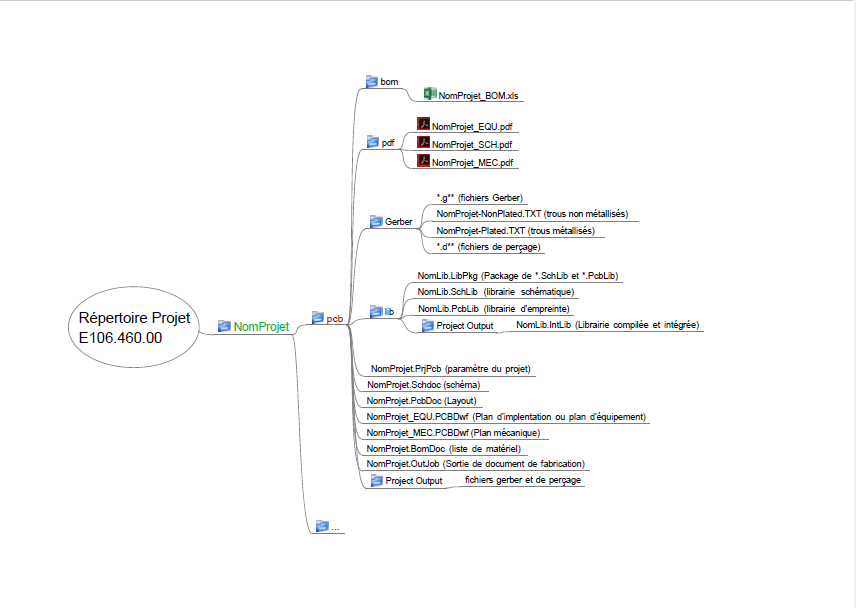 bom
NomProjet_BOM.xls
pdf
NomProjet_EQU.pdf
NomProjet_SCH.pdf
NomProjet_MEC.pdf
Gerber
*.g** (fichiers Gerber)
NomProjet-NonPlated.TXT (trous non métallisés)
NomProjet-Plated.TXT (trous métallisés)
*.d** (fichiers de perçage)
Répertoire Projet
E106.460.00
NomProjet
pcb
lib
NomLib.LibPkg (Package de *.SchLib et *.PcbLib)
NomLib.SchLib (librairie schématique)
NomLib.PcbLib (librairie d'empreinte)
Project Output
NomLib.IntLib (Librairie compilée et intégrée)
NomProjet.PrjPcb (paramètre du projet)
NomProjet.Schdoc (schéma)
NomProjet.PcbDoc (Layout)
NomProjet_EQU.PCBDwf (Plan d'implentation ou plan d'équipement)
NomProjet_MEC.PCBDwf (Plan mécanique)
NomProjet.BomDoc (liste de matériel)
NomProjet.OutJob (Sortie de document de fabrication)
Project Output
fichiers gerber et de perçage
...